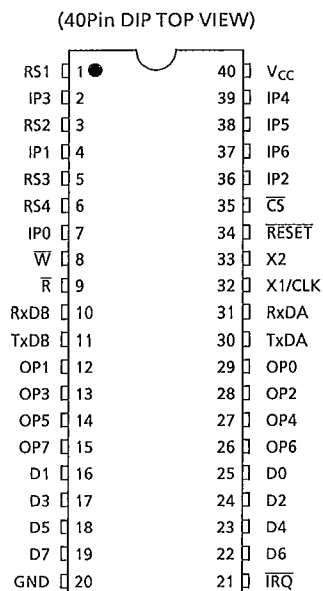 (40Pin DIP TOP VIEW)
RS1 1 40 VCC
IP3 2 39 IP4
RS2 3 38 IP5
IP1 4 37 IP6
RS3 5 36 IP2
RS4 6 35 C̅S̅
IP0 7 34 R̅E̅S̅E̅T̅
W̅ 8 33 X2
R̅ 9 32 X1/CLK
RxDB 10 31 RxDA
TxDB 11 30 TxDA
OP1 12 29 OP0
OP3 13 28 OP2
OP5 14 27 OP4
OP7 15 26 OP6
D1 16 25 D0
D3 17 24 D2
D5 18 23 D4
D7 19 22 D6
GND 20 21 I̅R̅Q̅